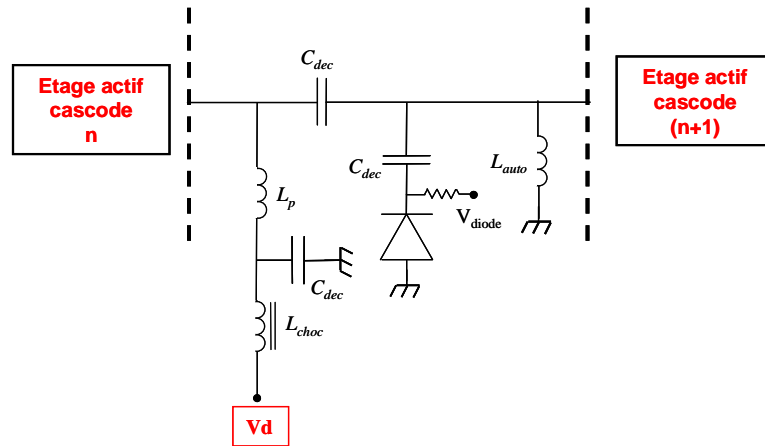 Etage actif
cascode
n
C_dec
Etage actif
cascode
(n+1)
C_dec
L_auto
L_p
V_diode
C_dec
L_choc
Vd